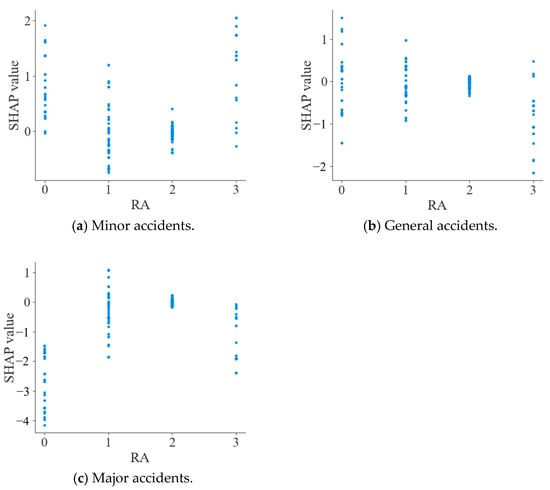 2
1
0
SHAP value
0 1 2 3
RA
(a) Minor accidents.
1
0
−1
−2
SHAP value
0 1 2 3
RA
(b) General accidents.
1
0
−1
−2
−3
−4
SHAP value
0 1 2 3
RA
(c) Major accidents.